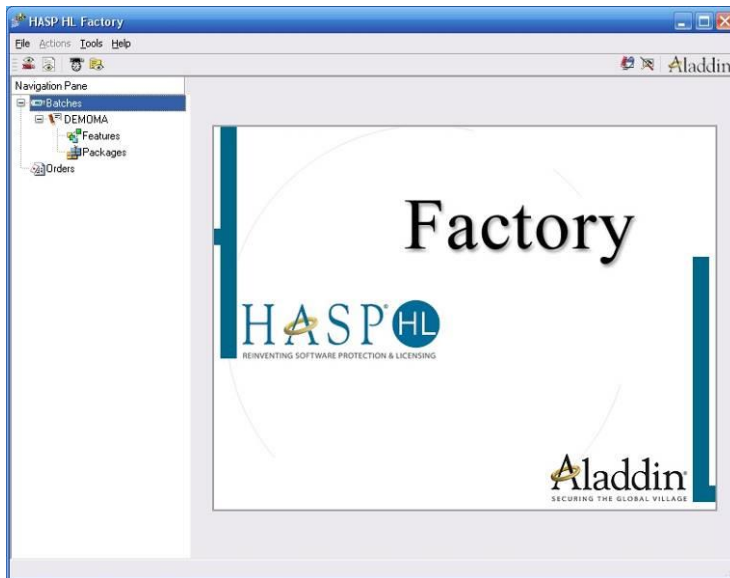 HASP HL Factory
File Actions Tools Help
Aladdin
Navigation Pane
Batches
DEMOMA
Features
Packages
Orders
Factory
HASP® HL
REINVENTING SOFTWARE PROTECTION & LICENSING
Aladdin®
SECURING THE GLOBAL VILLAGE